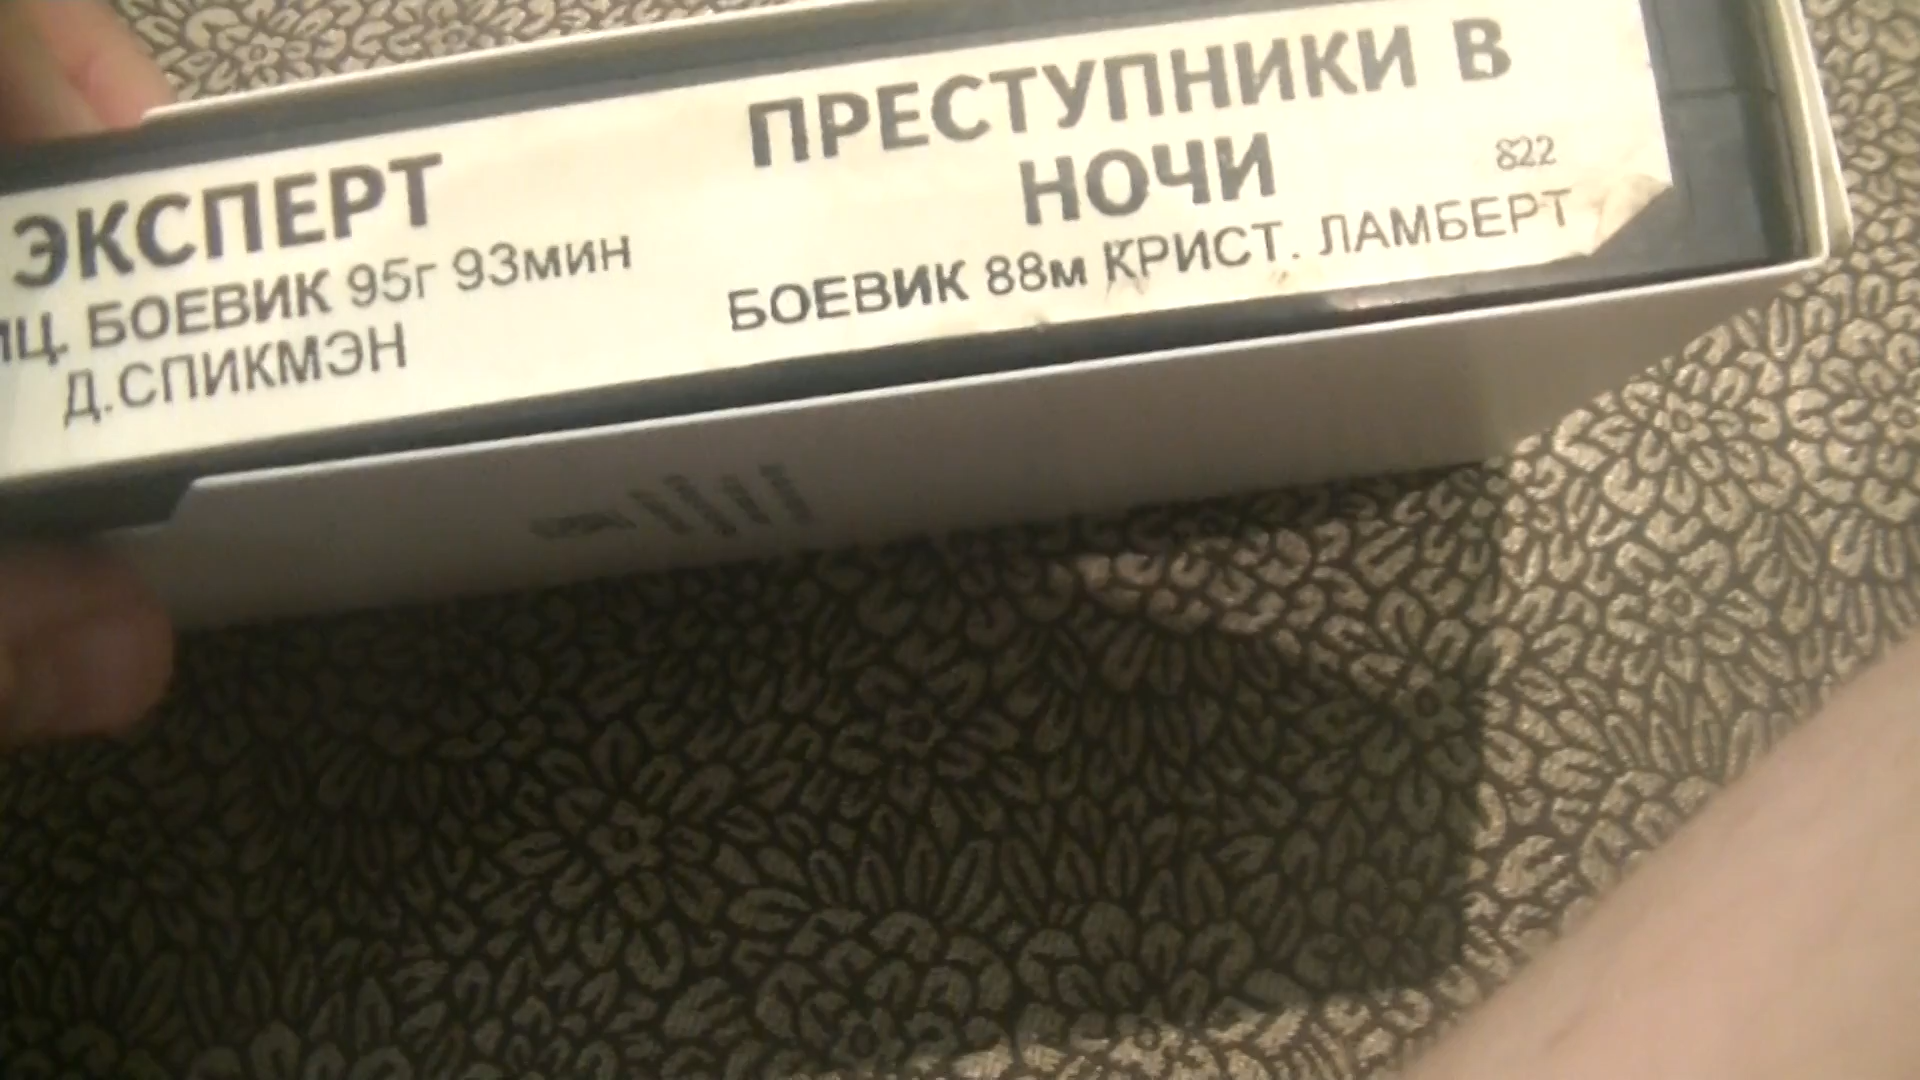 ЭКСПЕРТ
БОЕВИК 95г 93мин
Д.СПИКМЭН
ПРЕСТУПНИКИ В
НОЧИ
822
БОЕВИК 88м КРИСТ. ЛАМБЕРТ